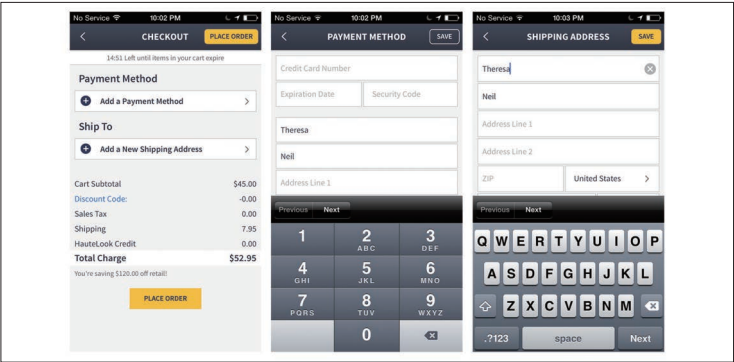 No Service 10:02 PM
CHECKOUT PLACE ORDER
14:51 Left until items in your cart expire
Payment Method
Add a Payment Method
Ship To
Add a New Shipping Address
Cart Subtotal $45.00
Discount Code: -0.00
Sales Tax 0.00
Shipping 7.95
HauteLook Credit 0.00
Total Charge $52.95
You're saving $120.00 off retail!
PLACE ORDER
No Service 10:02 PM
PAYMENT METHOD SAVE
Credit Card Number
Expiration Date Security Code
Theresa
Neil
Address Line 1
Previous Next
1 2 3
ABC DEF
4 5 6
GHI JKL MNO
7 8 9
PQRS TUV WXYZ
0
No Service 10:03 PM
SHIPPING ADDRESS SAVE
Theresa
Neil
Address Line 1
Address Line 2
ZIP United States
Previous Next
Q W E R T Y U I O P
A S D F G H J K L
Z X C V B N M
.?123 space Next